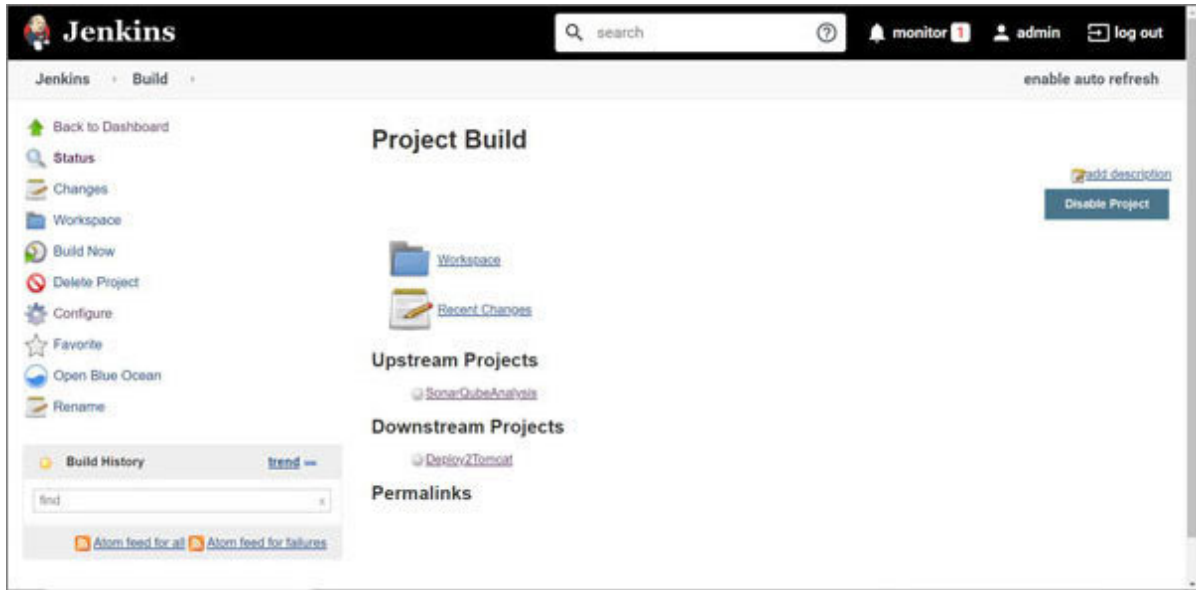 Jenkins
search
monitor 1
admin
log out
Jenkins
Build
enable auto refresh
Back to Dashboard
Status
Changes
Workspace
Build Now
Delete Project
Configure
Favorite
Open Blue Ocean
Rename
Build History trend
find x
Atom feed for all Atom feed for failures
Project Build
add description
Disable Project
Workspace
Recent Changes
Upstream Projects
SonarQubeAnalysis
Downstream Projects
Deploy2Tomcat
Permalinks